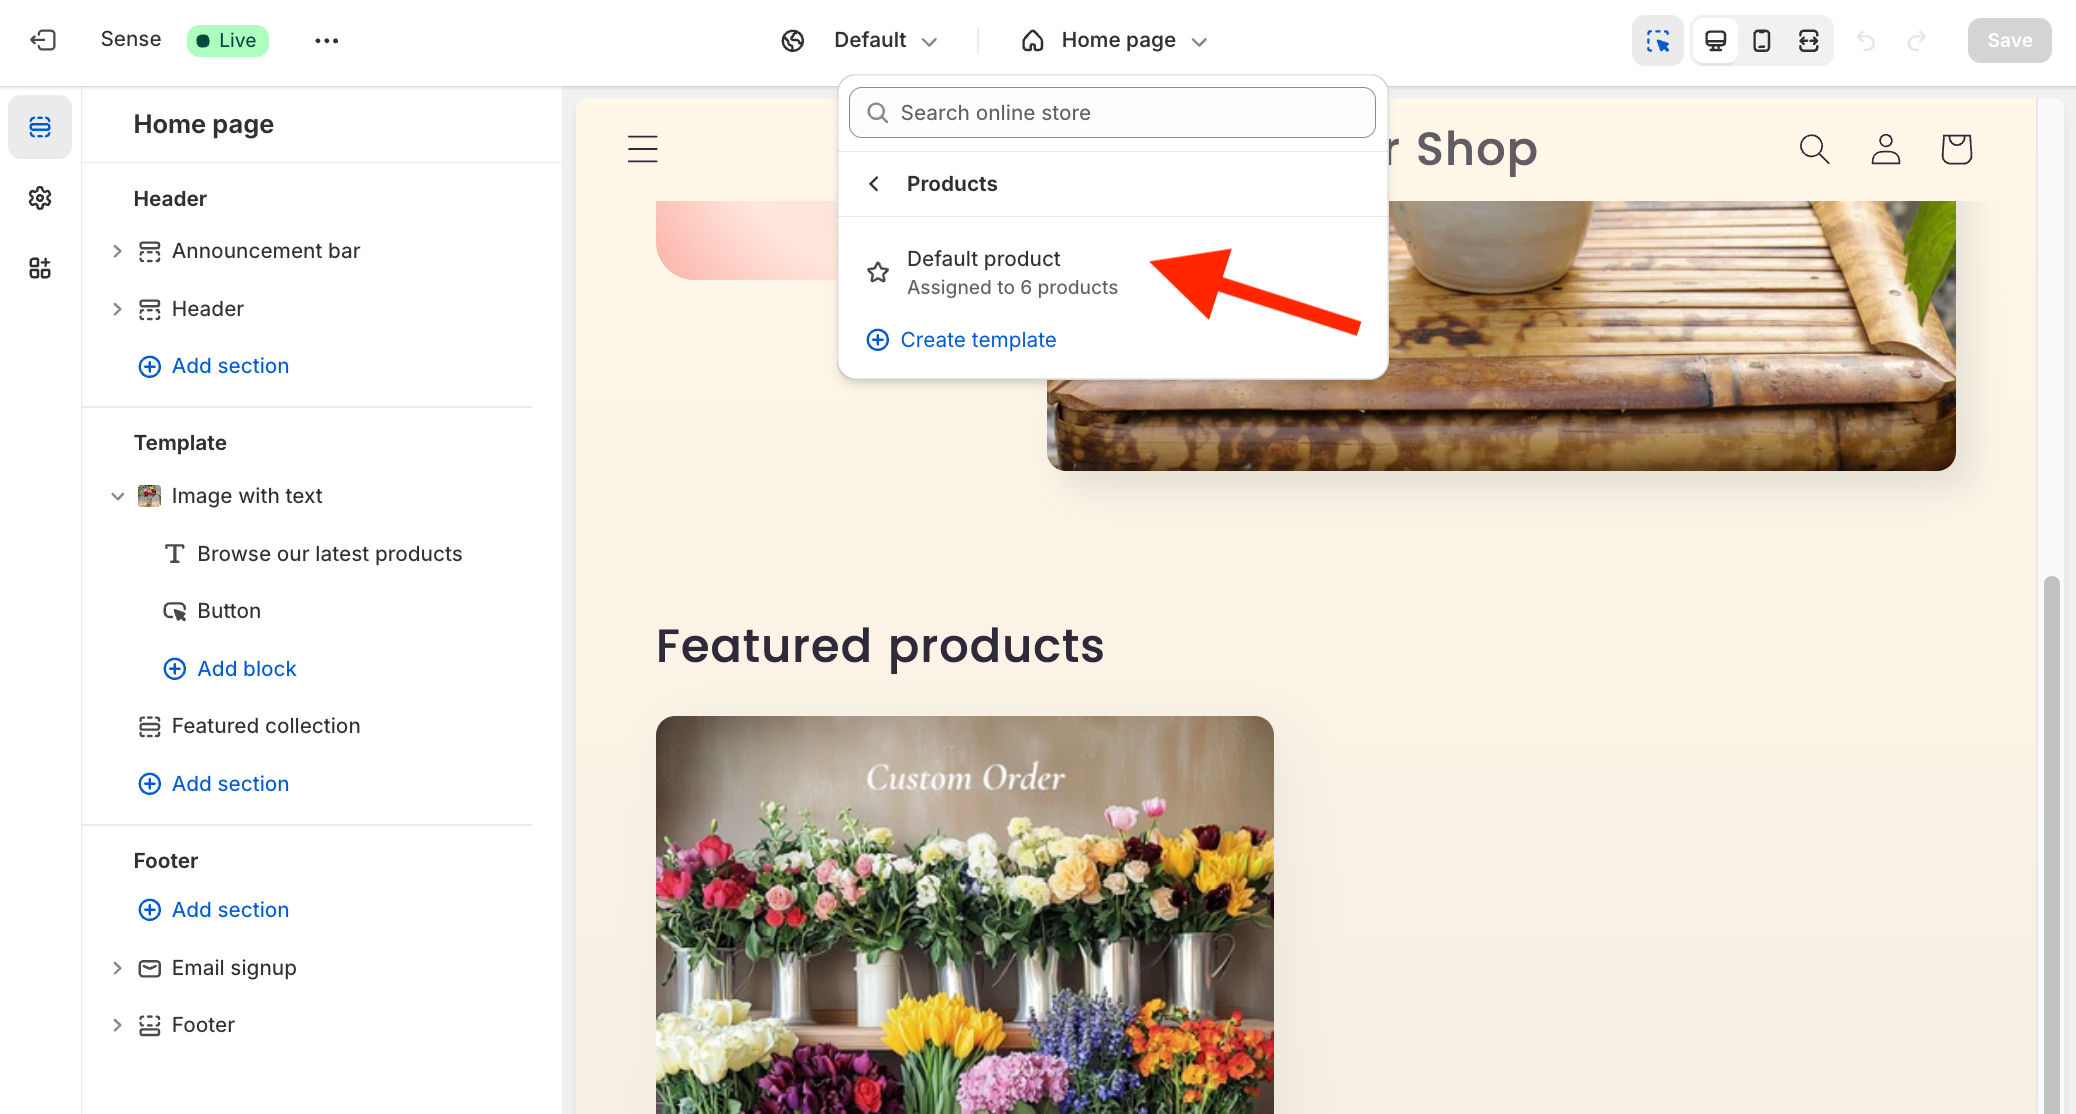 Sense
Live
Default
Home page
Save
Home page
Header
Announcement bar
Header
Add section
Template
Image with text
Browse our latest products
Button
Add block
Featured collection
Add section
Footer
Add section
Email signup
Footer
Search online store
Products
Default product
Assigned to 6 products
Create template
r Shop
Featured products
Custom Order